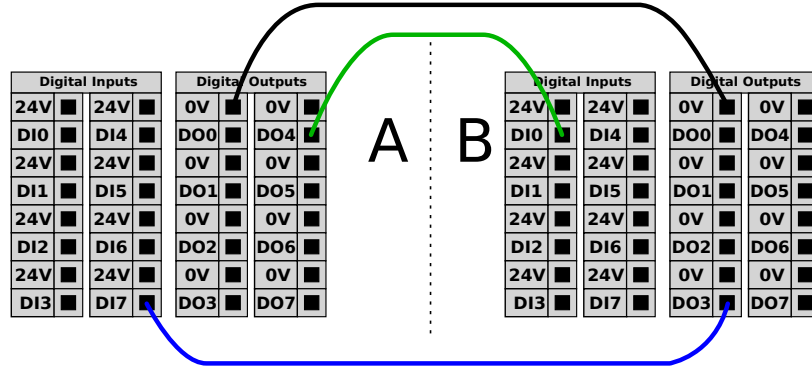 Digital Inputs Digital Outputs Digital Inputs Digital Outputs
24V 24V 0V 0V 24V 24V 0V 0V
DI0 DI4 DO0 DO4 A B DI0 DI4 DO0 DO4
24V 24V 0V 0V 24V 24V 0V 0V
DI1 DI5 DO1 DO5 DI1 DI5 DO1 DO5
24V 24V 0V 0V 24V 24V 0V 0V
DI2 DI6 DO2 DO6 DI2 DI6 DO2 DO6
24V 24V 0V 0V 24V 24V 0V 0V
DI3 DI7 DO3 DO7 DI3 DI7 DO3 DO7